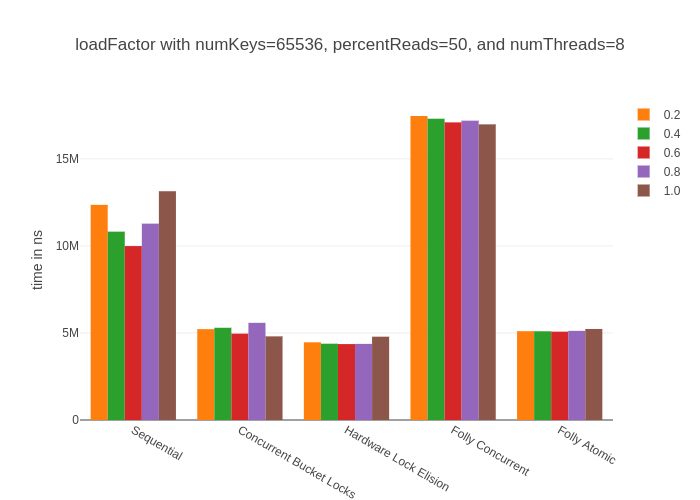 loadFactor with numKeys=65536, percentReads=50, and numThreads=8
0.2
0.4
0.6
0.8
1.0
time in ns
15M
10M
5M
0
Sequential
Concurrent Bucket Locks
Hardware Lock Elision
Folly Concurrent
Folly Atomic